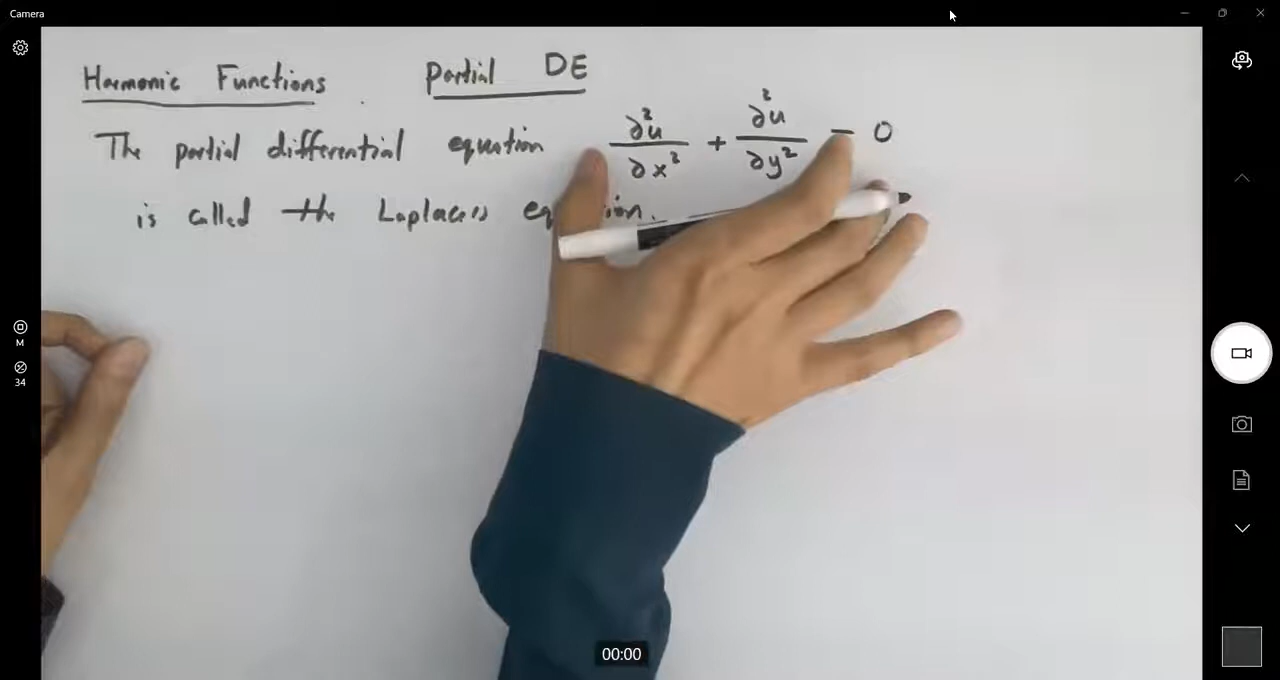 Camera
Harmonic Functions Partial DE
The partial differential equation ∂²u/∂x² + ∂²u/∂y² = 0
is called the Laplace's
M
34
00:00